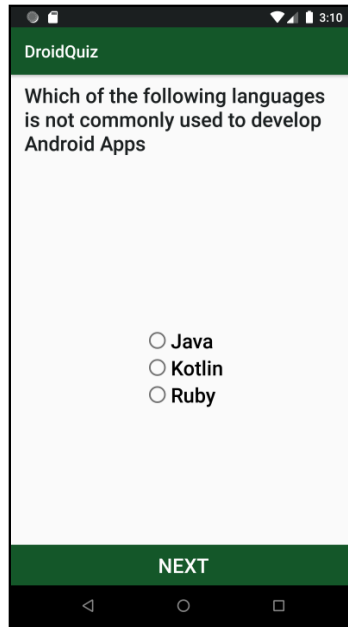 3:10
DroidQuiz
Which of the following languages
is not commonly used to develop
Android Apps
Java
Kotlin
Ruby
NEXT